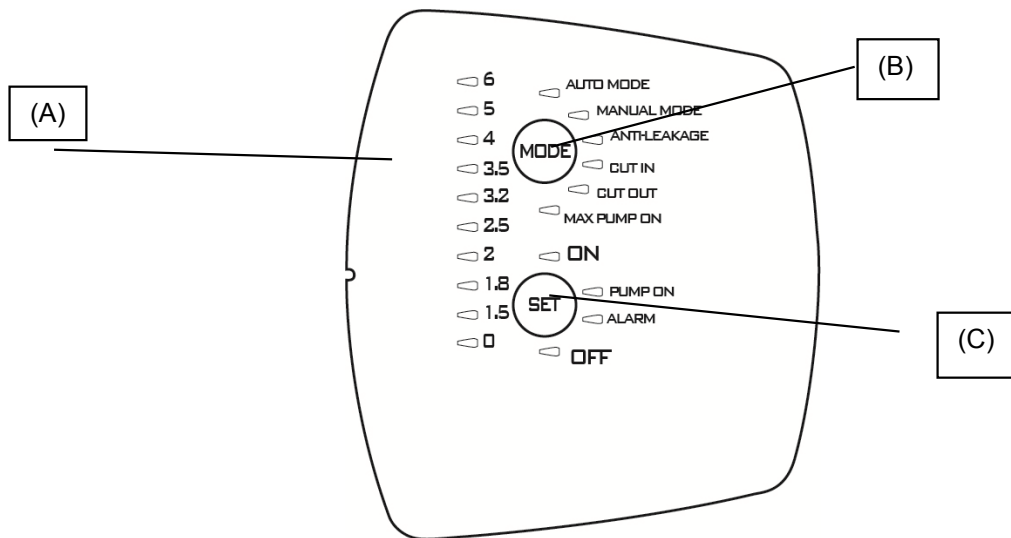 (A)
(B)
(C)
6
5
4
3.5
3.2
2.5
2
1.8
1.5
0
AUTO MODE
MANUAL MODE
ANTI-LEAKAGE
MODE
CUT IN
CUT OUT
MAX PUMP ON
ON
PUMP ON
SET
ALARM
OFF